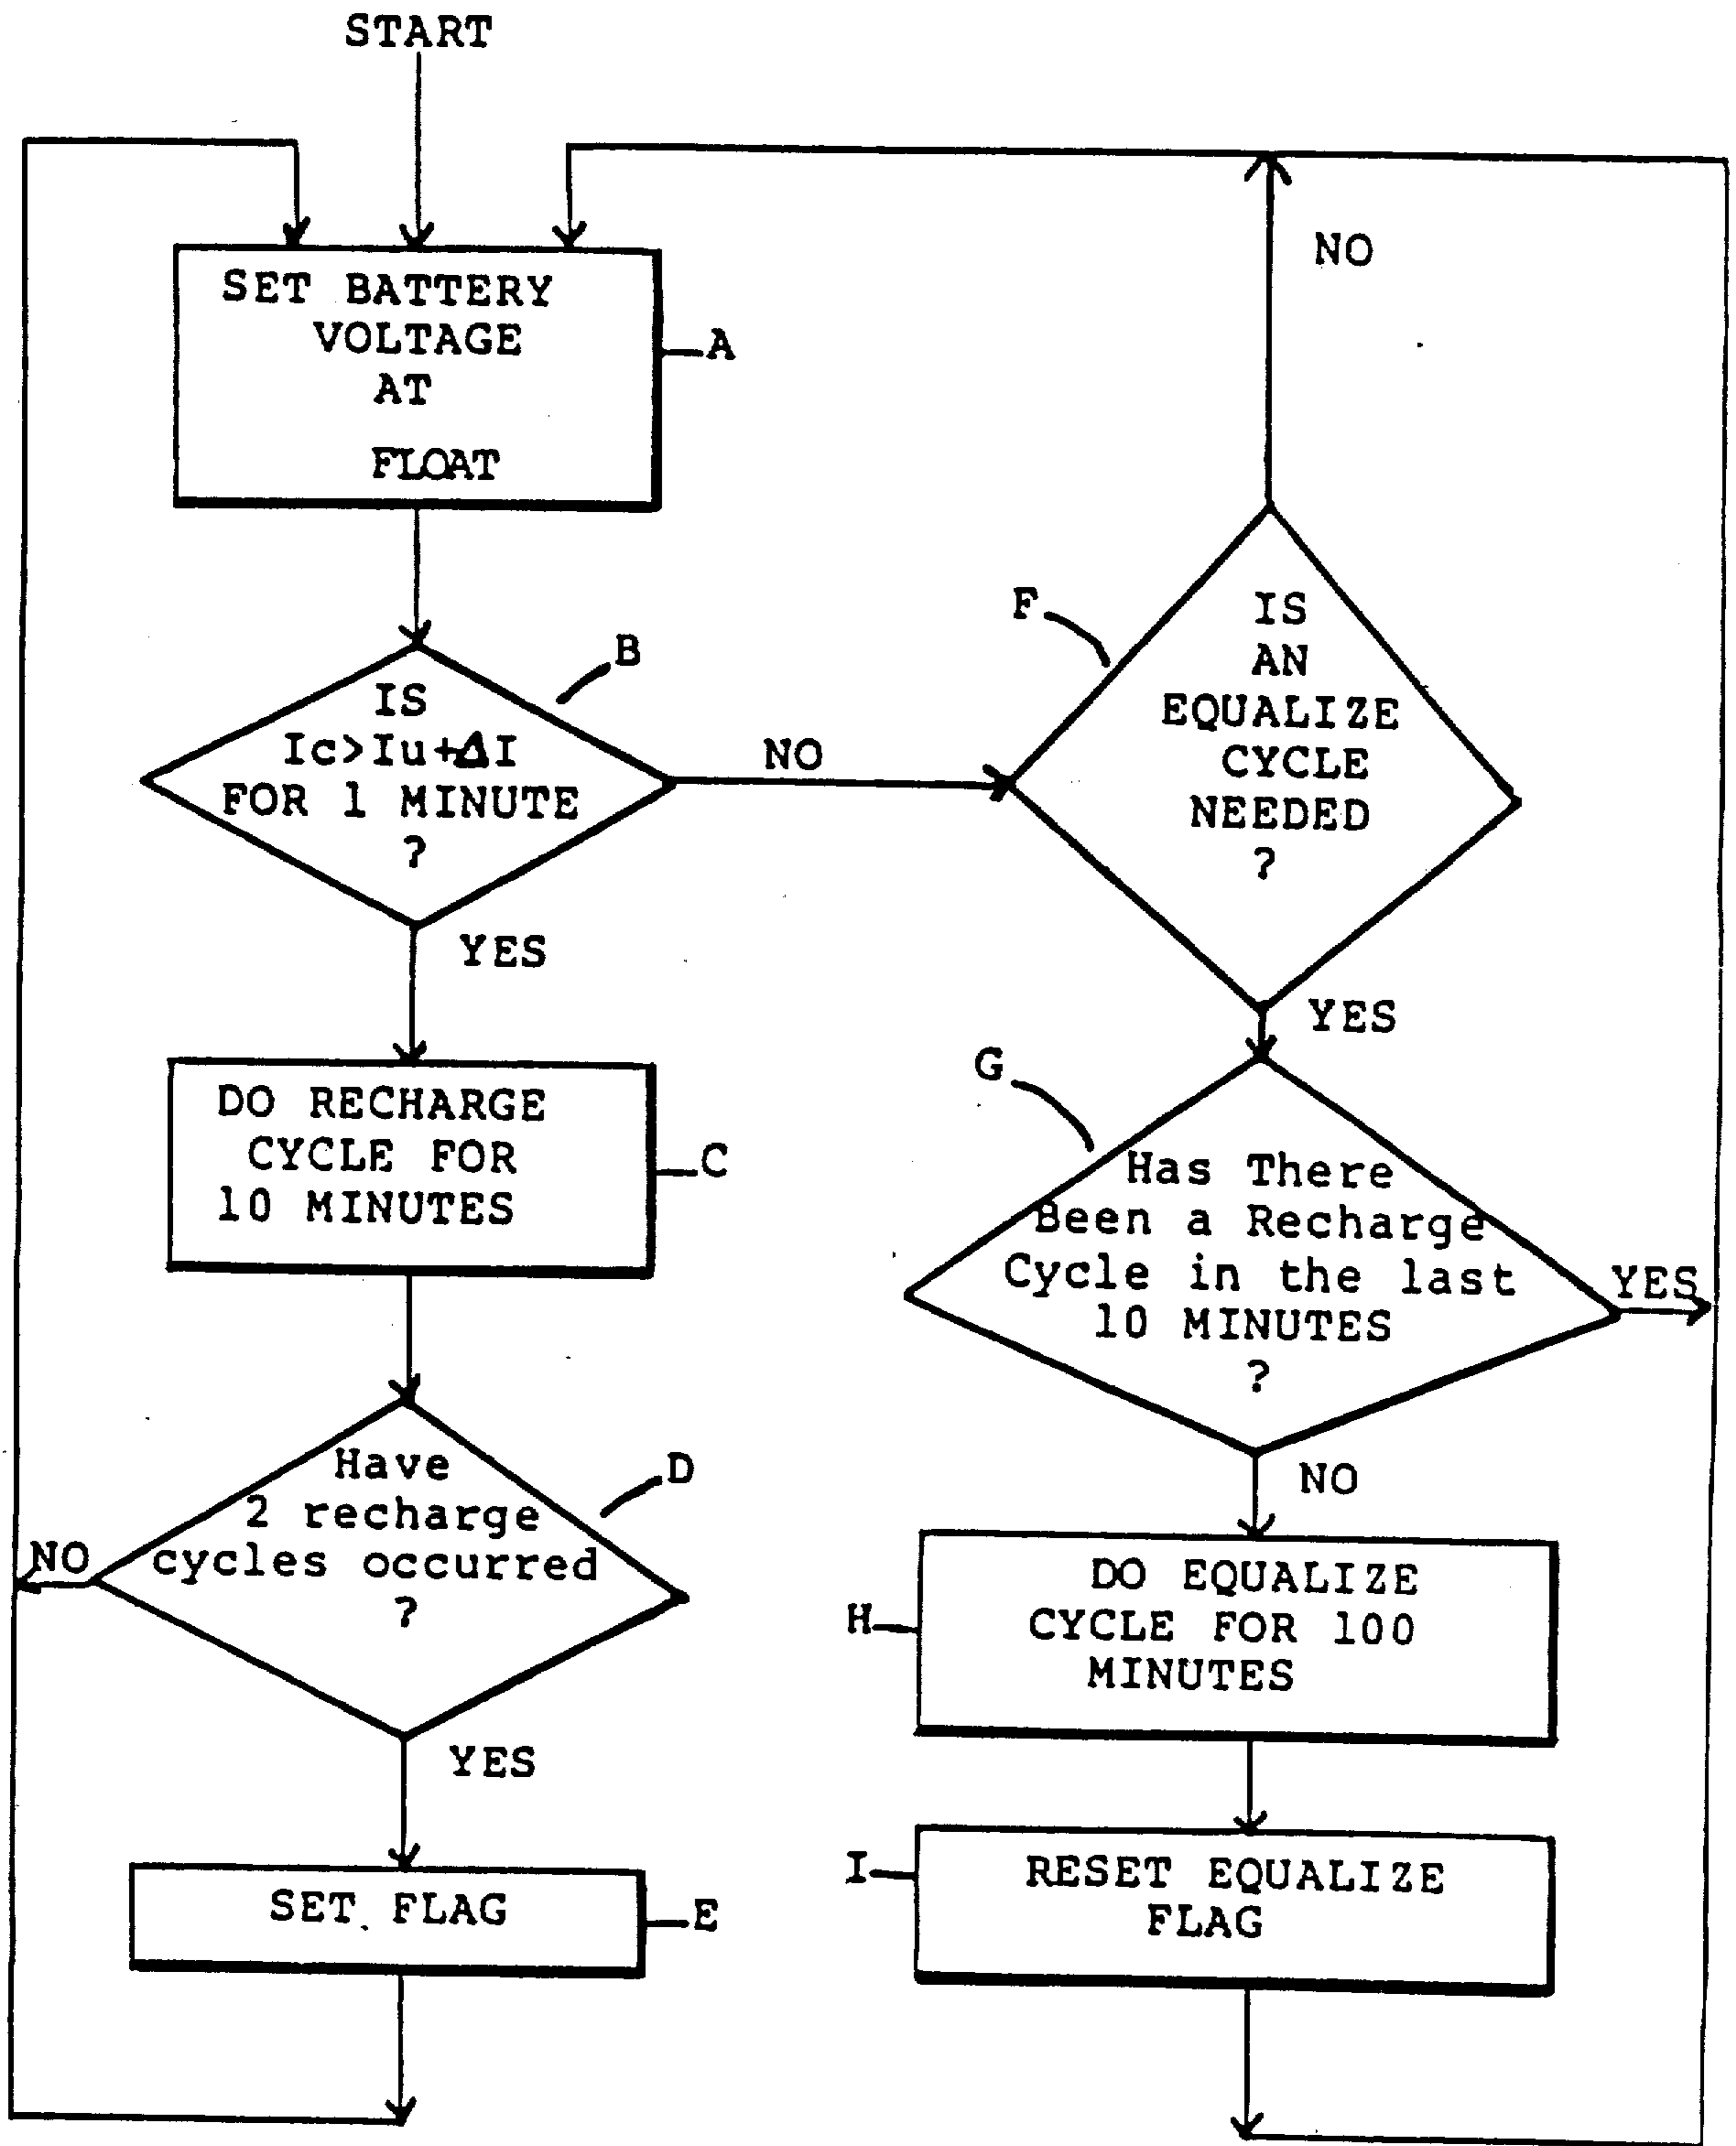 START
SET BATTERY
VOLTAGE
AT
FLOAT
A
IS
Ic>Iu+ΔI
FOR 1 MINUTE
?
B
NO
YES
DO RECHARGE
CYCLE FOR
10 MINUTES
C
Have
2 recharge
cycles occurred
?
D
NO
YES
SET FLAG
E
NO
F
IS
AN
EQUALIZE
CYCLE
NEEDED
?
YES
G
Has There
Been a Recharge
Cycle in the last
10 MINUTES
?
YES
NO
H
DO EQUALIZE
CYCLE FOR 100
MINUTES
I
RESET EQUALIZE
FLAG